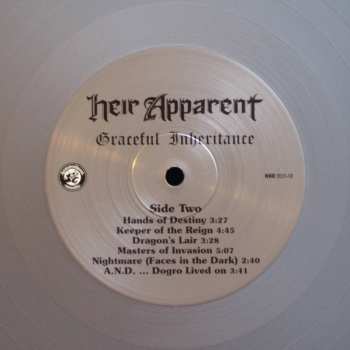 Heir Apparent
Graceful Inheritance
Side Two
Hands of Destiny 3:27
Keeper of the Reign 4:45
Dragon's Lair 3:28
Masters of Invasion 5:07
Nightmare (Faces in the Dark) 2:40
A.N.D. ... Dogro Lived on 3:41